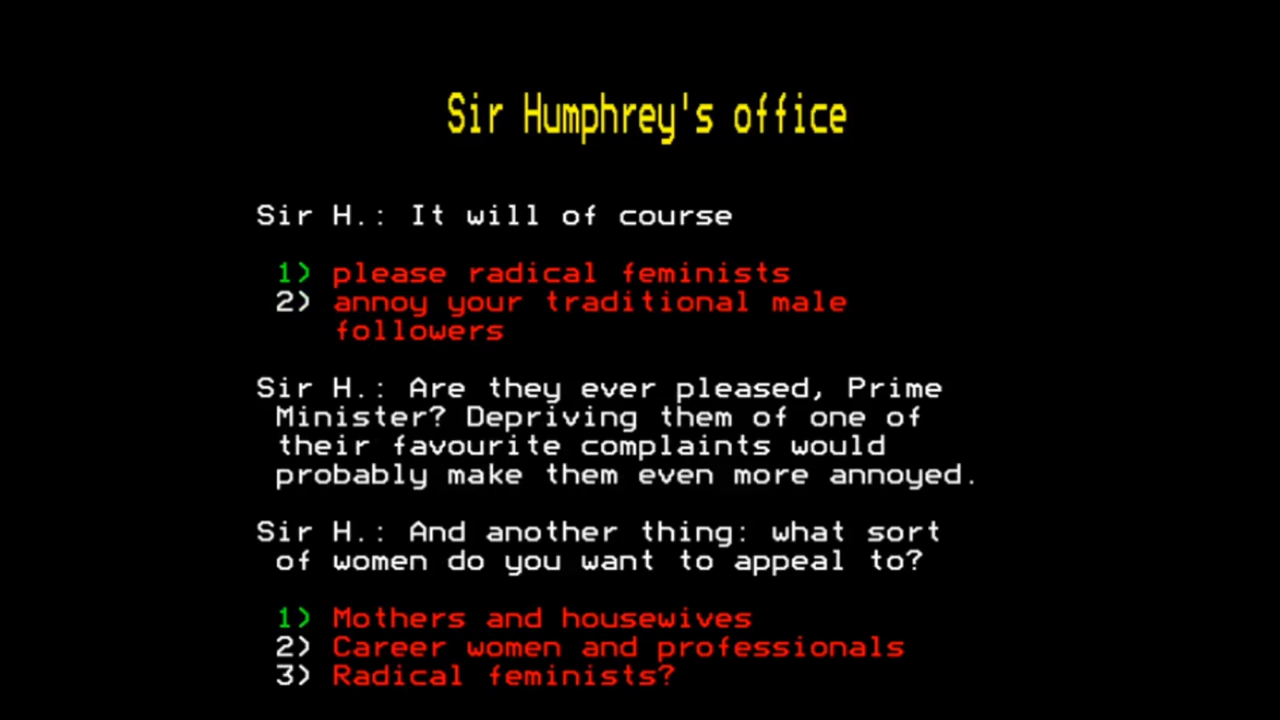 Sir Humphrey's office
Sir H.: It will of course
1) please radical feminists
2) annoy your traditional male
followers
Sir H.: Are they ever pleased, Prime
Minister? Depriving them of one of
their favourite complaints would
probably make them even more annoyed.
Sir H.: And another thing: what sort
of women do you want to appeal to?
1) Mothers and housewives
2) Career women and professionals
3) Radical feminists?